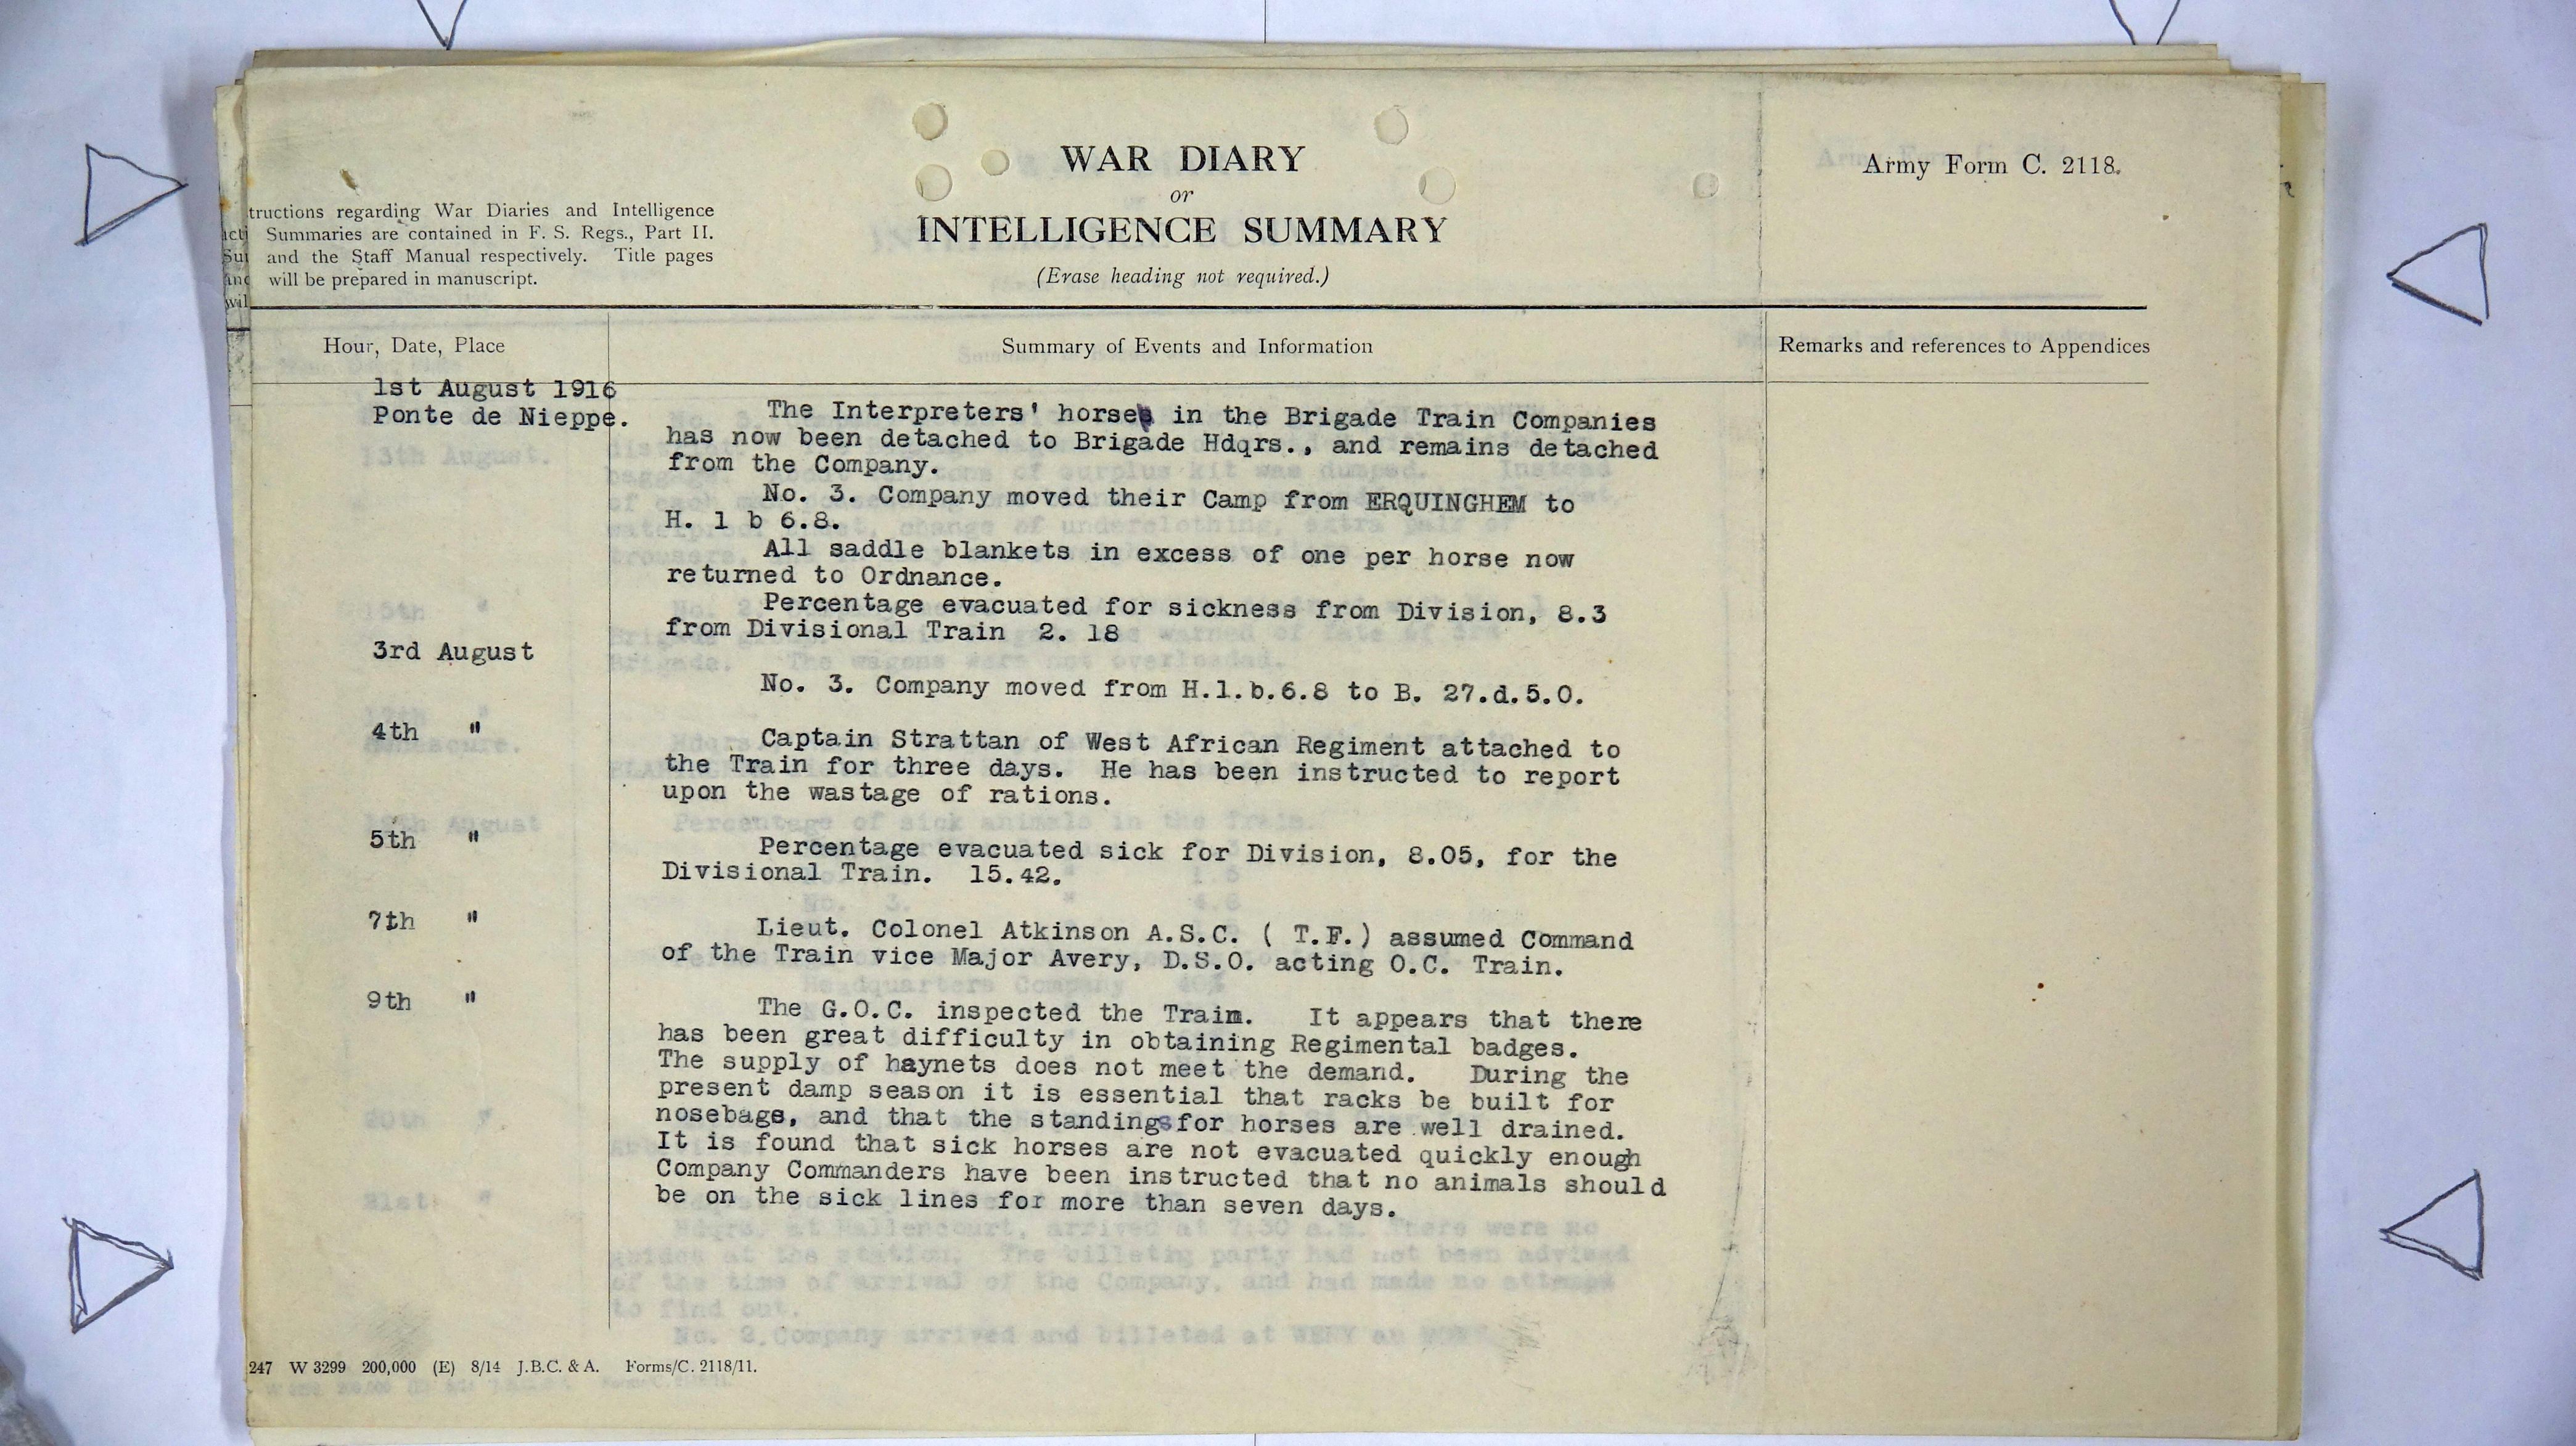 WAR DIARY
or
INTELLIGENCE SUMMARY
(Erase heading not required.)
Army Form C. 2118.
tructions regarding War Diaries and Intelligence
Summaries are contained in F. S. Regs., Part II.
and the Staff Manual respectively. Title pages
will be prepared in manuscript.
Hour, Date, Place
Summary of Events and Information
Remarks and references to Appendices
1st August 1916
Ponte de Nieppe.
The Interpreters' horses in the Brigade Train Companies
has now been detached to Brigade Hdqrs., and remains detached
from the Company.
No. 3. Company moved their Camp from ERQUINGHEM to
H. 1 b 6.8.
All saddle blankets in excess of one per horse now
returned to Ordnance.
Percentage evacuated for sickness from Division, 8.3
from Divisional Train 2. 18
3rd August
No. 3. Company moved from H.1.b.6.8 to B. 27.d.5.0.
4th "
Captain Strattan of West African Regiment attached to
the Train for three days. He has been instructed to report
upon the wastage of rations.
5th "
Percentage evacuated sick for Division, 8.05, for the
Divisional Train. 15.42.
7th "
Lieut. Colonel Atkinson A.S.C. ( T.F.) assumed Command
of the Train vice Major Avery, D.S.O. acting O.C. Train.
9th "
The G.O.C. inspected the Train. It appears that there
has been great difficulty in obtaining Regimental badges.
The supply of haynets does not meet the demand. During the
present damp season it is essential that racks be built for
nosebags, and that the standings for horses are well drained.
It is found that sick horses are not evacuated quickly enough
Company Commanders have been instructed that no animals should
be on the sick lines for more than seven days.
247 W 3299 200,000 (E) 8/14 J.B.C. & A. Forms/C. 2118/11.